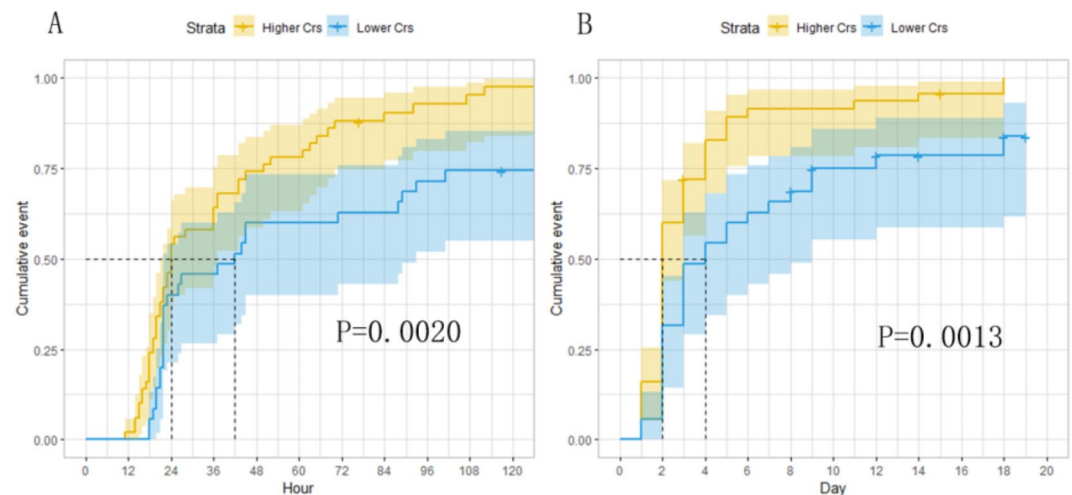 A
Strata Higher Crs Lower Crs
Cumulative event
1.00
0.75
0.50
0.25
0.00
P=0.0020
0 12 24 36 48 60 72 84 96 108 120
Hour
B
Strata Higher Crs Lower Crs
Cumulative event
1.00
0.75
0.50
0.25
0.00
P=0.0013
0 2 4 6 8 10 12 14 16 18 20
Day